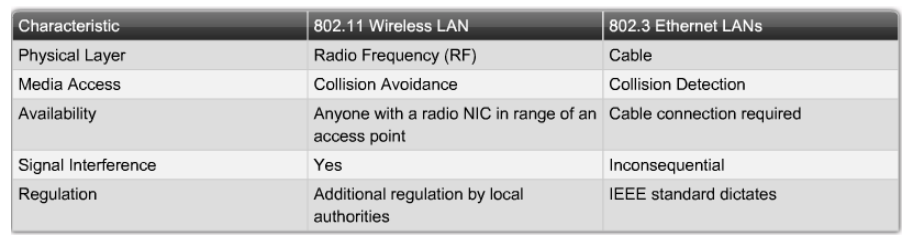 Characteristic 802.11 Wireless LAN 802.3 Ethernet LANs
Physical Layer Radio Frequency (RF) Cable
Media Access Collision Avoidance Collision Detection
Availability Anyone with a radio NIC in range of an Cable connection required
access point
Signal Interference Yes Inconsequential
Regulation Additional regulation by local IEEE standard dictates
authorities